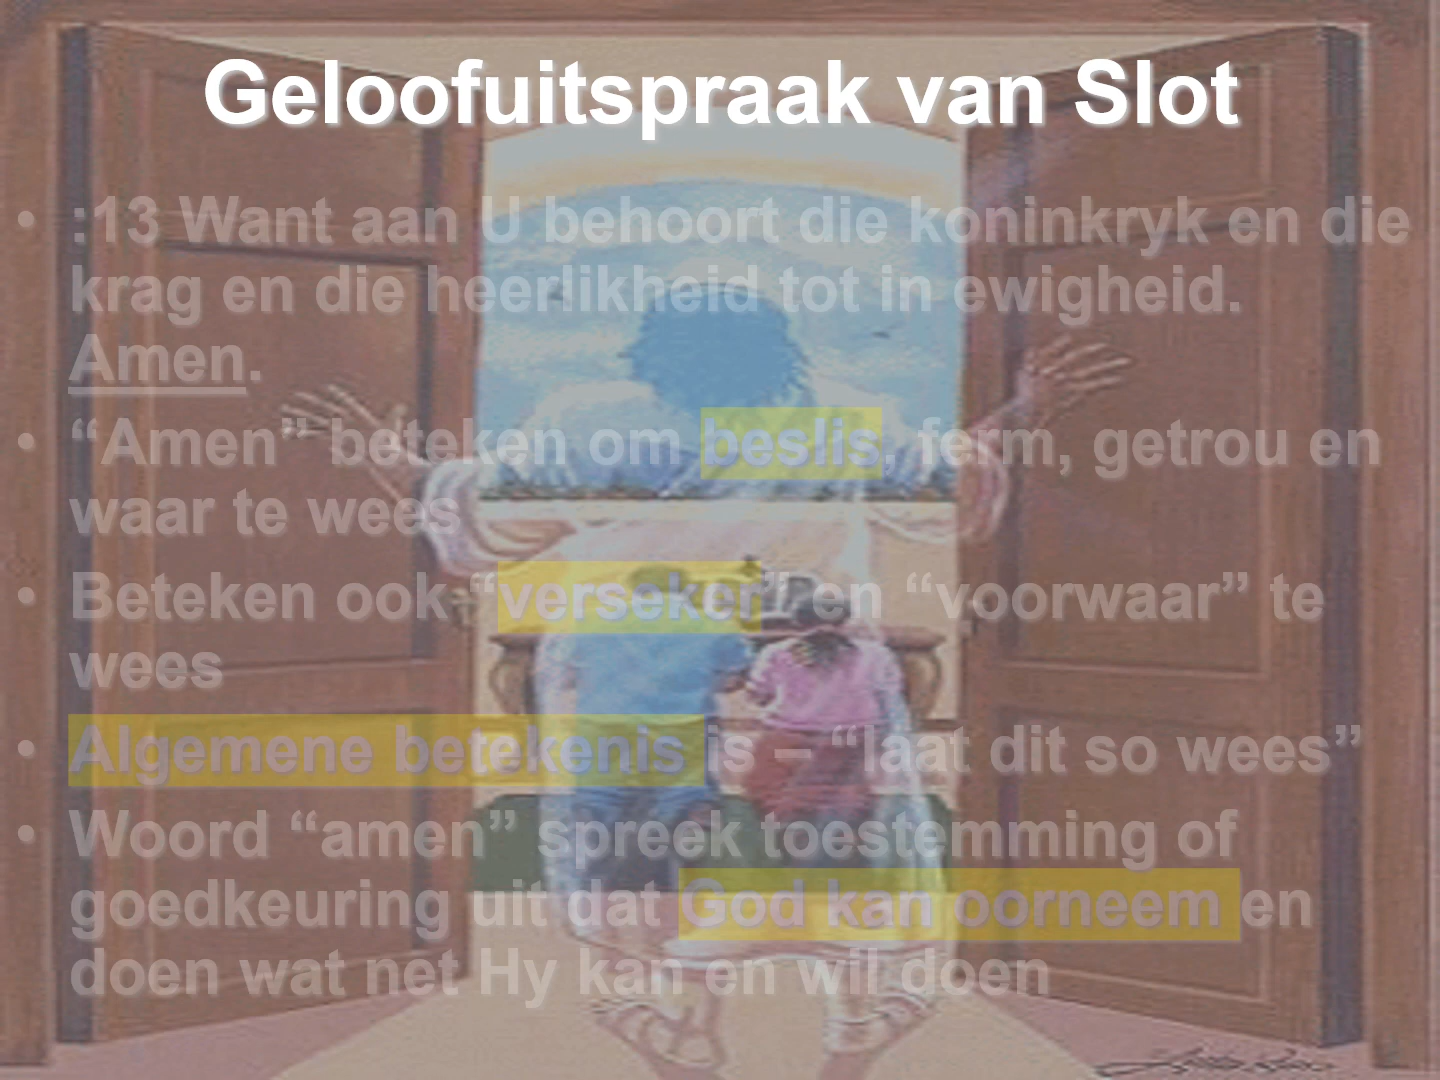 Geloofuitspraak van Slot
• :13 Want aan U behoort die koninkryk en die
krag en die heerlikheid tot in ewigheid.
Amen.
• “Amen” beteken om beslis, ferm, getrou en
waar te wees
• Beteken ook “verseker” en “voorwaar” te
wees
• Algemene betekenis is – “laat dit so wees”
• Woord “amen” spreek toestemming of
goedkeuring uit dat God kan oorneem en
doen wat net Hy kan en wil doen